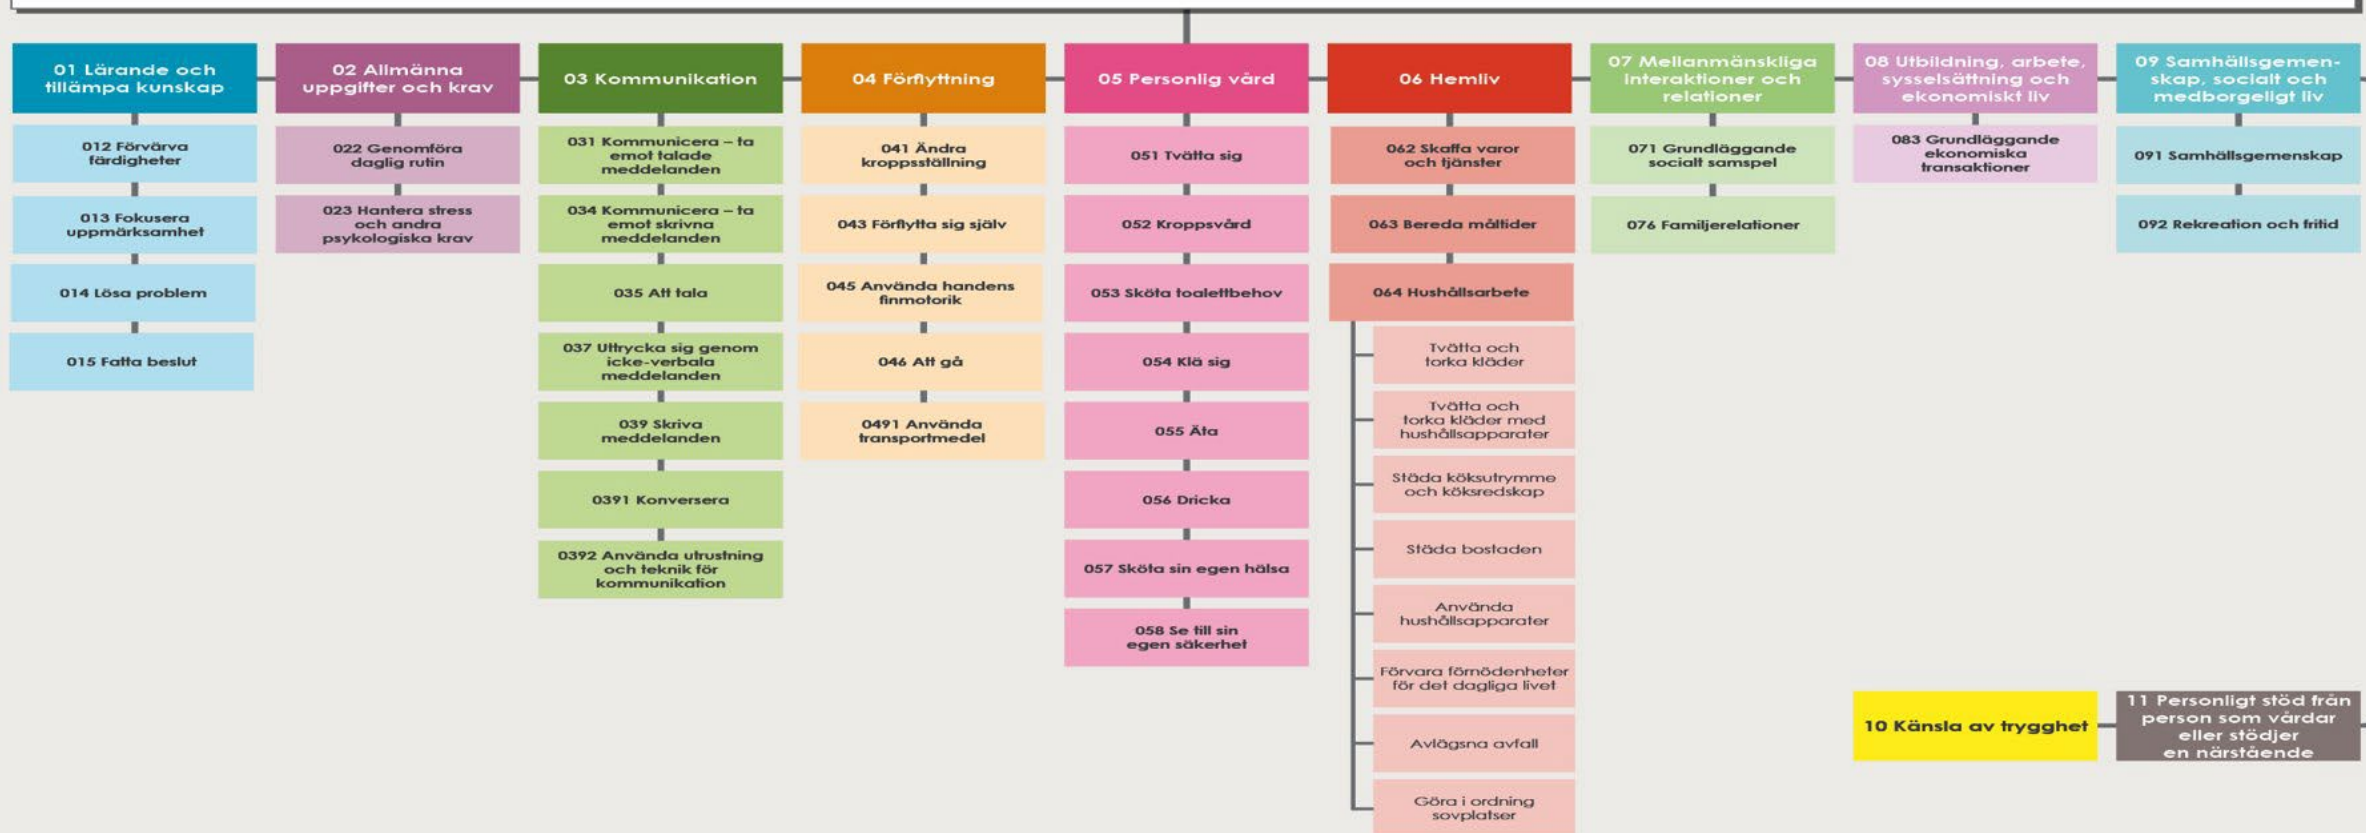 01 Lärande och
tillämpa kunskap
012 Förvärva
färdigheter
013 Fokusera
uppmärksamhet
014 Lösa problem
015 Fatta beslut
02 Allmänna
uppgifter och krav
022 Genomföra
daglig rutin
023 Hantera stress
och andra
psykologiska krav
03 Kommunikation
031 Kommunicera – ta
emot talade
meddelanden
034 Kommunicera – ta
emot skrivna
meddelanden
035 Att tala
037 Uttrycka sig genom
icke-verbala
meddelanden
039 Skriva
meddelanden
0391 Konversera
0392 Använda utrustning
och teknik för
kommunikation
04 Förflyttning
041 Ändra
kroppsställning
043 Förflytta sig själv
045 Använda handens
finmotorik
046 Att gå
0491 Använda
transportmedel
05 Personlig vård
051 Tvätta sig
052 Kroppsvård
053 Sköta toalettbehov
054 Klä sig
055 Äta
056 Dricka
057 Sköta sin egen hälsa
058 Se till sin
egen säkerhet
06 Hemliv
062 Skaffa varor
och tjänster
063 Bereda måltider
064 Hushållsarbete
Tvätta och
torka kläder
Tvätta och
torka kläder med
hushållsapparater
Städa köksutrymme
och köksredskap
Städa bostaden
Använda
hushållsapparater
Förvara förnödenheter
för det dagliga livet
Avlägsna avfall
Göra i ordning
sovplatser
07 Mellanmänskliga
interaktioner och
relationer
071 Grundläggande
socialt samspel
076 Familjerelationer
08 Utbildning, arbete,
sysselsättning och
ekonomiskt liv
083 Grundläggande
ekonomiska
transaktioner
09 Samhällsgemen-
skap, socialt och
medborgeligt liv
091 Samhällsgemenskap
092 Rekreation och fritid
10 Känsla av trygghet
11 Personligt stöd från
person som vårdar
eller stödjer
en närstående